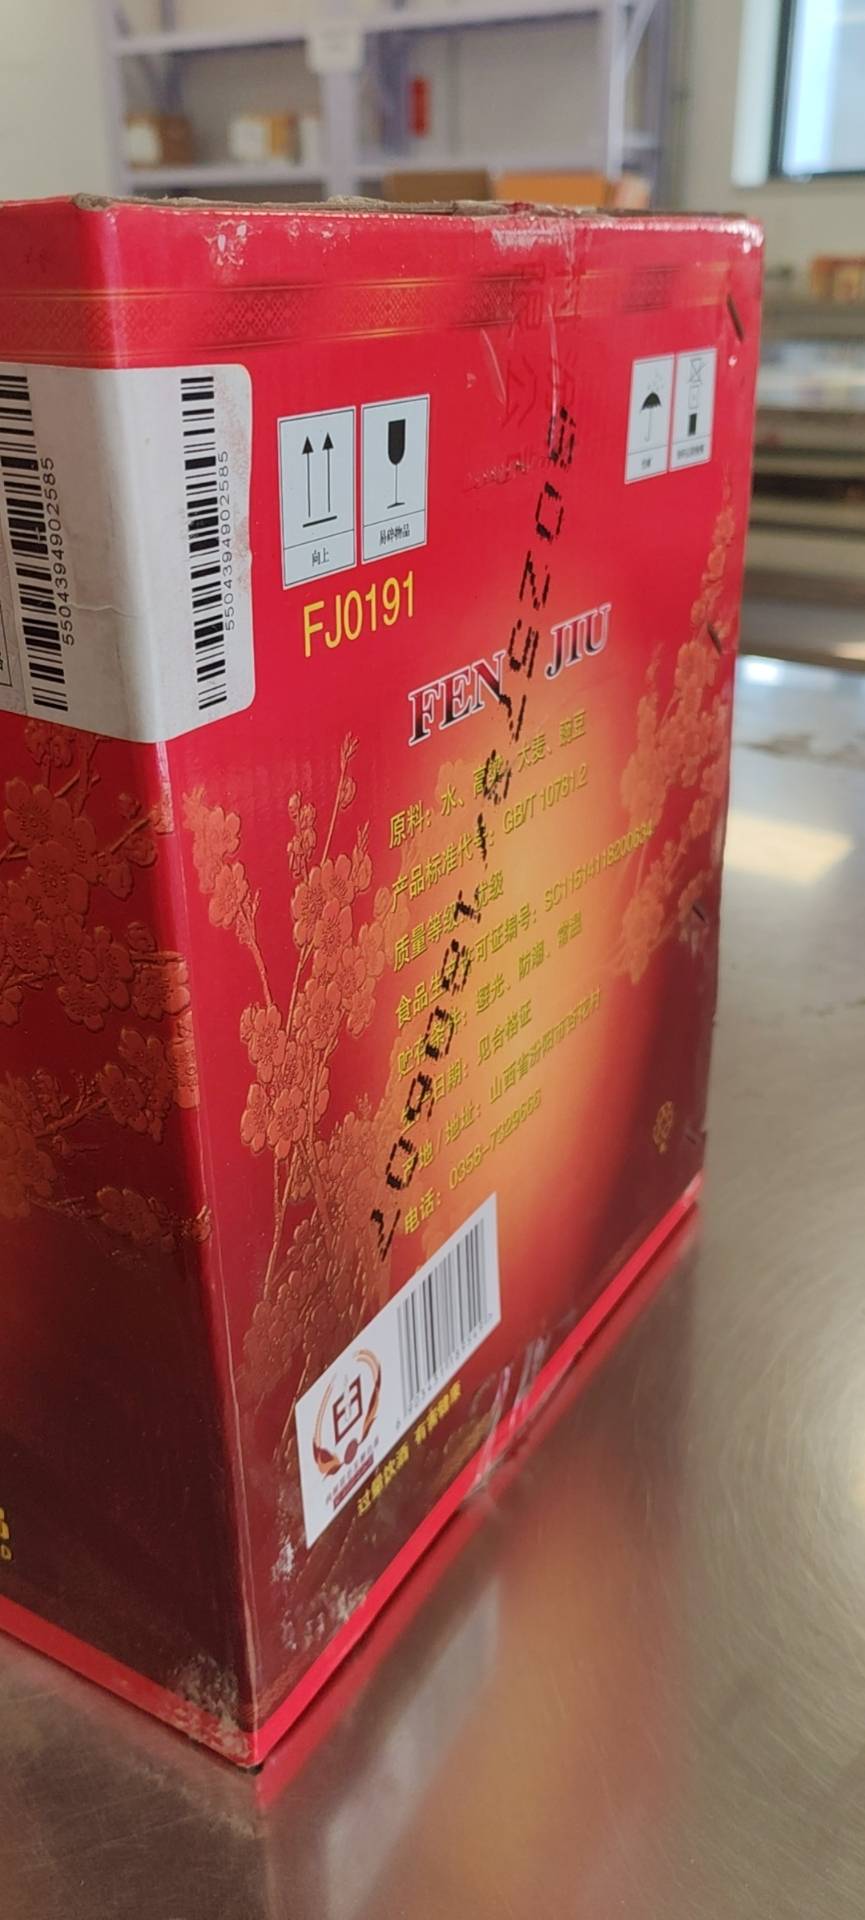 5504394902585
5504394902585
向上
易碎物品
FJ0191
FEN JIU
原料：水、高粱、大麦、豌豆
产品标准代号：GB/T 10781.2
质量等级：优级
食品生产许可证编号：SC11514118200634
贮存条件：避光、防潮、常温
生产日期：见合格证
产地/地址：山西省汾阳市杏花村
电话：0358-7329666
过量饮酒 有害健康